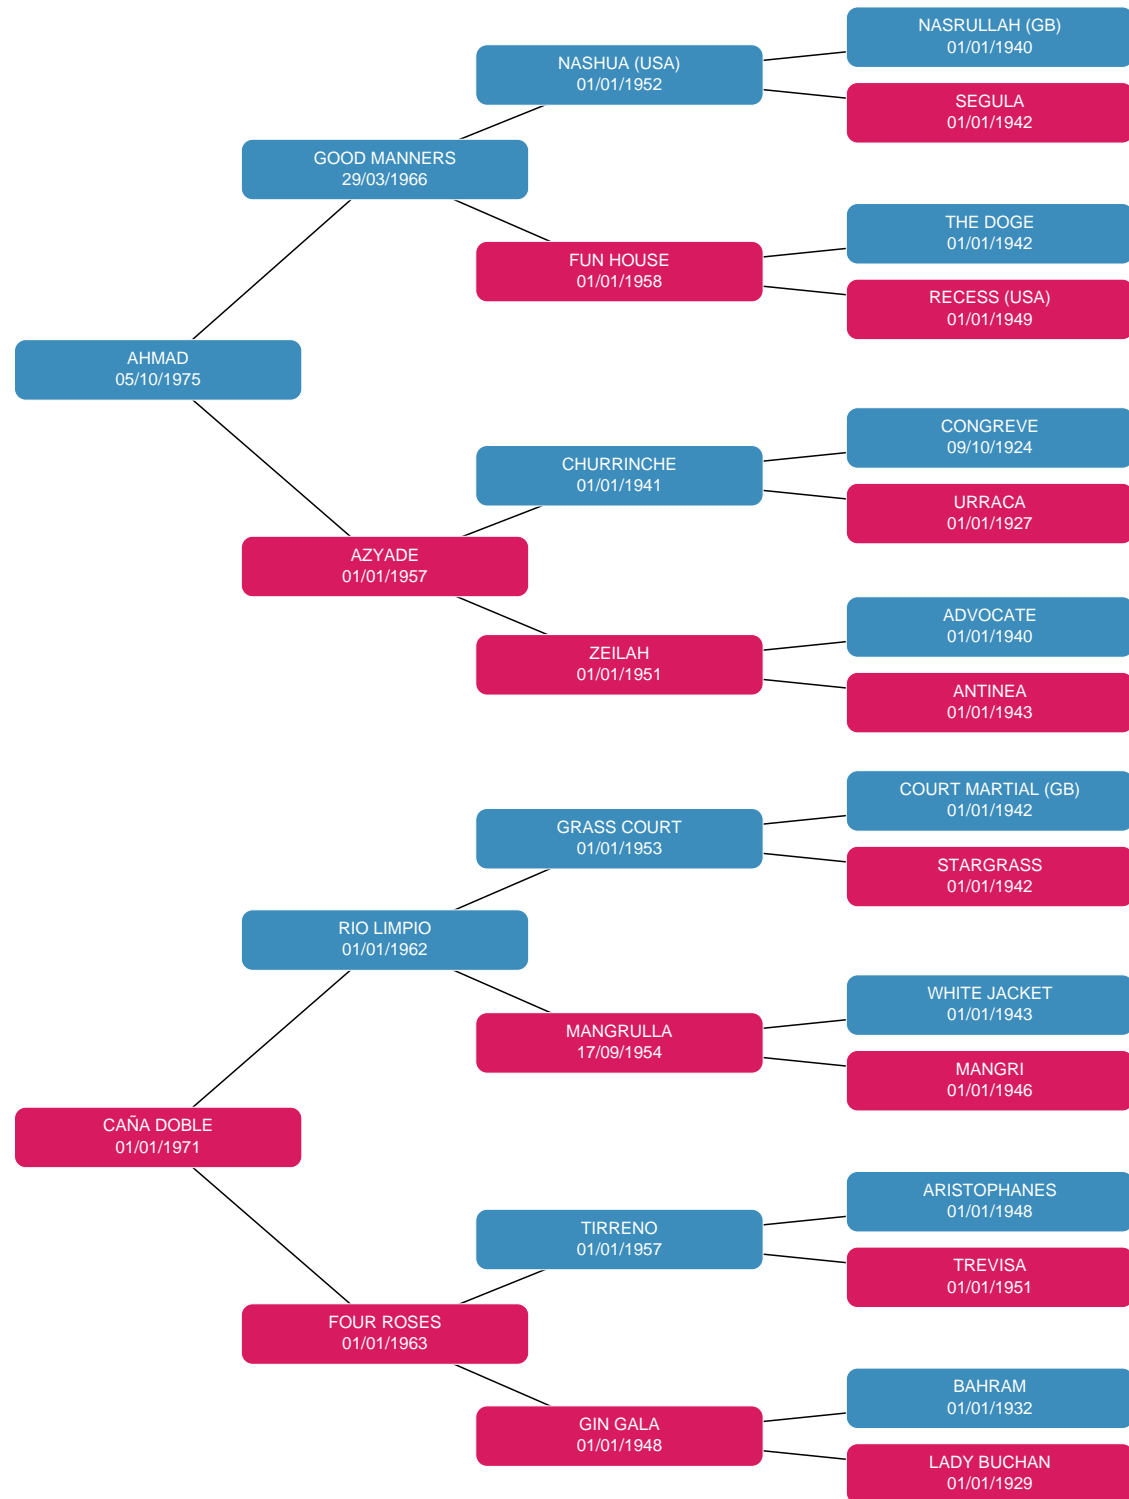 NASRULLAH (GB)
01/01/1940
NASHUA (USA)
01/01/1952
SEGULA
01/01/1942
GOOD MANNERS
29/03/1966
THE DOGE
01/01/1942
FUN HOUSE
01/01/1958
RECESS (USA)
01/01/1949
AHMAD
05/10/1975
CONGREVE
09/10/1924
CHURRINCHE
01/01/1941
URRACA
01/01/1927
AZYADE
01/01/1957
ADVOCATE
01/01/1940
ZEILAH
01/01/1951
ANTINEA
01/01/1943
COURT MARTIAL (GB)
01/01/1942
GRASS COURT
01/01/1953
STARGRASS
01/01/1942
RIO LIMPIO
01/01/1962
WHITE JACKET
01/01/1943
MANGRULLA
17/09/1954
MANGRI
01/01/1946
CAÑA DOBLE
01/01/1971
ARISTOPHANES
01/01/1948
TIRRENO
01/01/1957
TREVISA
01/01/1951
FOUR ROSES
01/01/1963
BAHRAM
01/01/1932
GIN GALA
01/01/1948
LADY BUCHAN
01/01/1929